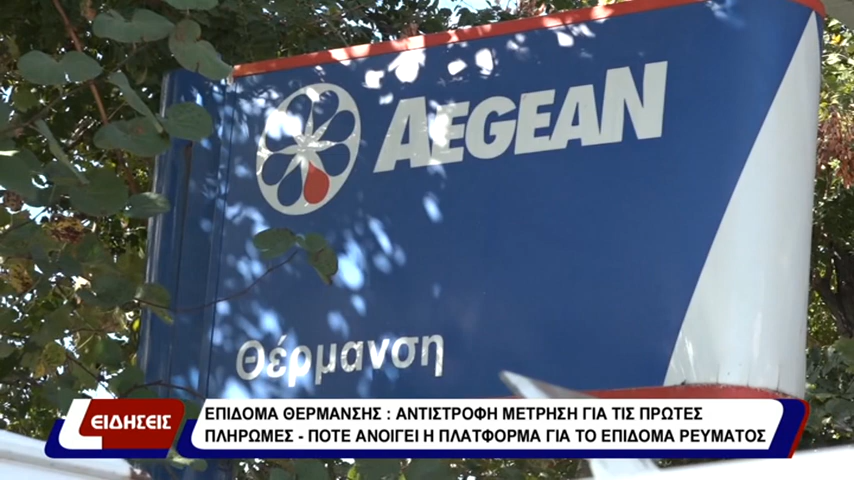 AEGEAN
Θέρμανση
ΕΙΔΗΣΕΙΣ
ΕΠΙΔΟΜΑ ΘΕΡΜΑΝΣΗΣ : ΑΝΤΙΣΤΡΟΦΗ ΜΕΤΡΗΣΗ ΓΙΑ ΤΙΣ ΠΡΩΤΕΣ
ΠΛΗΡΩΜΕΣ - ΠΟΤΕ ΑΝΟΙΓΕΙ Η ΠΛΑΤΦΟΡΜΑ ΓΙΑ ΤΟ ΕΠΙΔΟΜΑ ΡΕΥΜΑΤΟΣ